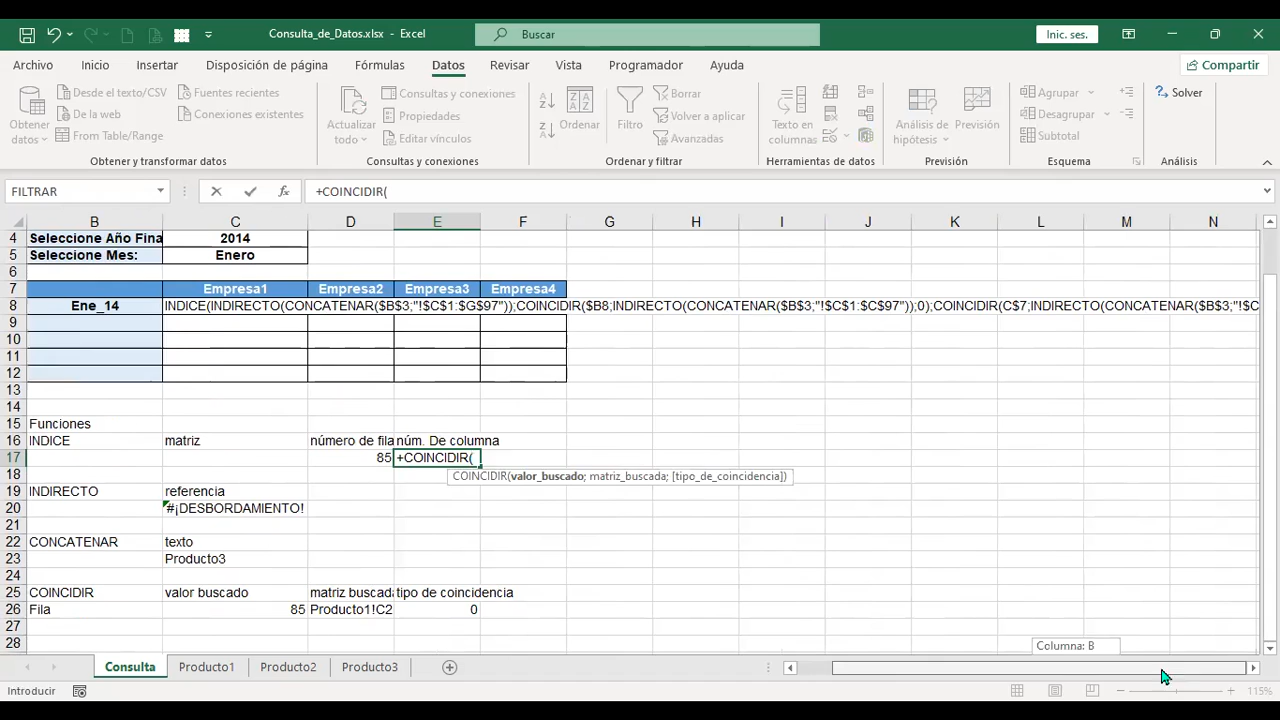 Consulta_de_Datos.xlsx - Excel
Buscar
Inic. ses.
Archivo Inicio Insertar Disposición de página Fórmulas Datos Revisar Vista Programador Ayuda
Compartir
Obtener datos
Desde el texto/CSV
De la web
From Table/Range
Fuentes recientes
Conexiones existentes
Obtener y transformar datos
Actualizar todo
Consultas y conexiones
Propiedades
Editar vínculos
Consultas y conexiones
Ordenar
Filtro
Borrar
Volver a aplicar
Avanzadas
Ordenar y filtrar
Texto en columnas
Herramientas de datos
Análisis de hipótesis
Previsión
Previsión
Agrupar
Desagrupar
Subtotal
Esquema
Solver
Análisis
FILTRAR
fx
+COINCIDIR(
B C D E F G H I J K L M N
4 Seleccione Año Fina 2014
5 Seleccione Mes: Enero
6
7 Empresa1 Empresa2 Empresa3 Empresa4
8 Ene_14 INDICE(INDIRECTO(CONCATENAR($B$3;"!$C$1:$G$97"));COINCIDIR($B8;INDIRECTO(CONCATENAR($B$3;"!$C$1:$C$97"));0);COINCIDIR(C$7;INDIRECTO(CONCATENAR($B$3;"!$C
9
10
11
12
13
14
15 Funciones
16 INDICE matriz número de fila núm. De columna
17 85 +COINCIDIR(
COINCIDIR(valor_buscado; matriz_buscada; [tipo_de_coincidencia])
18
19 INDIRECTO referencia
20 #¡DESBORDAMIENTO!
21
22 CONCATENAR texto
23 Producto3
24
25 COINCIDIR valor buscado matriz buscada tipo de coincidencia
26 Fila 85 Producto1!C2 0
27
28
Columna: B
Consulta Producto1 Producto2 Producto3
Introducir
115%